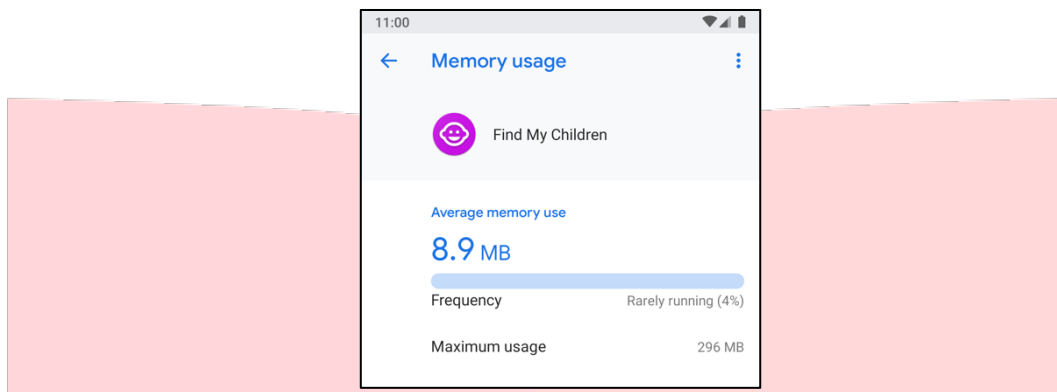 11:00
Memory usage
Find My Children
Average memory use
8.9 MB
Frequency Rarely running (4%)
Maximum usage 296 MB